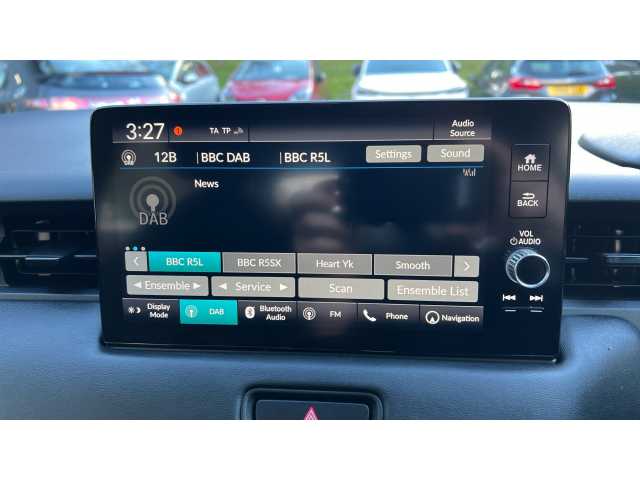 3:27 TA TP Audio Source
DAB 12B | BBC DAB | BBC R5L Settings Sound
News
DAB
HOME
BACK
VOL
AUDIO
BBC R5L BBC R5SX Heart Yk Smooth
Ensemble Service Scan Ensemble List
Display Mode DAB Bluetooth Audio FM Phone Navigation